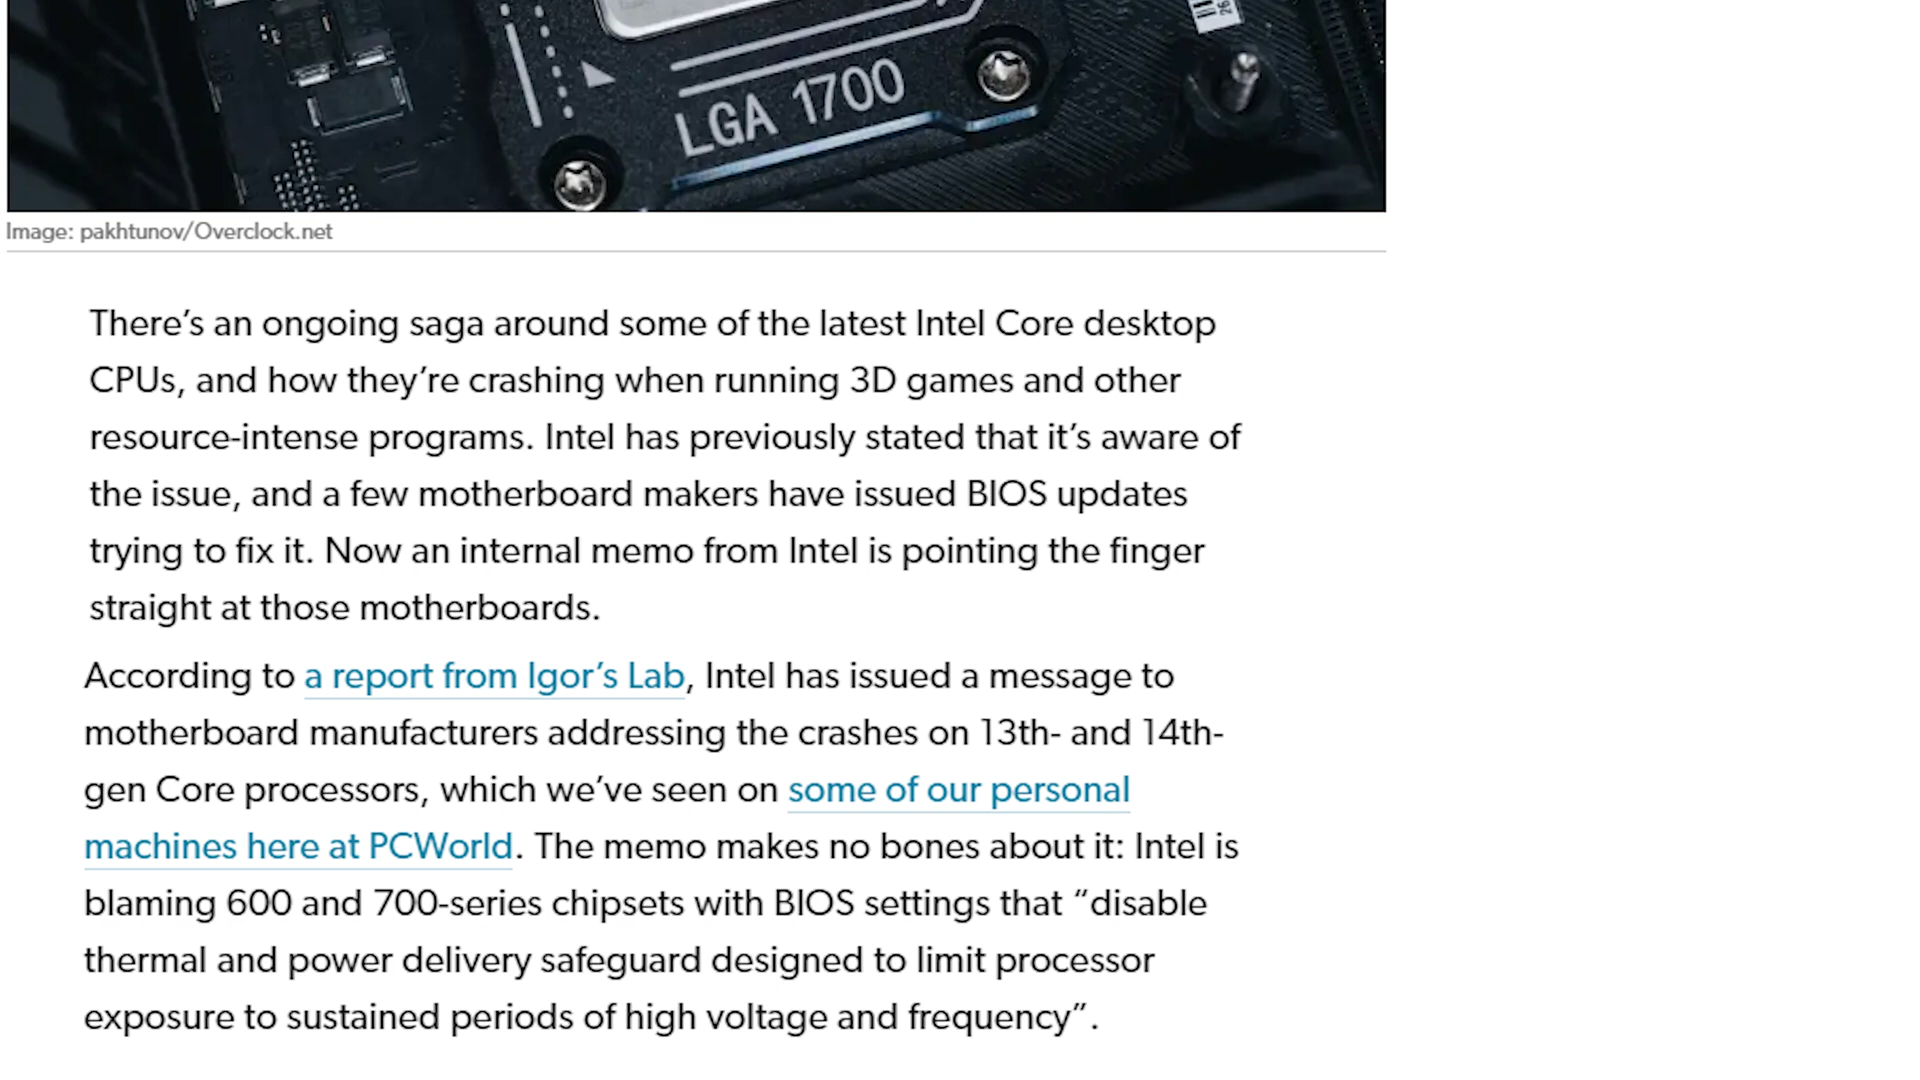 26
LGA 1700
Image: pakhtunov/Overclock.net
There’s an ongoing saga around some of the latest Intel Core desktop
CPUs, and how they’re crashing when running 3D games and other
resource-intense programs. Intel has previously stated that it’s aware of
the issue, and a few motherboard makers have issued BIOS updates
trying to fix it. Now an internal memo from Intel is pointing the finger
straight at those motherboards.
According to a report from Igor’s Lab, Intel has issued a message to
motherboard manufacturers addressing the crashes on 13th- and 14th-
gen Core processors, which we’ve seen on some of our personal
machines here at PCWorld. The memo makes no bones about it: Intel is
blaming 600 and 700-series chipsets with BIOS settings that “disable
thermal and power delivery safeguard designed to limit processor
exposure to sustained periods of high voltage and frequency”.